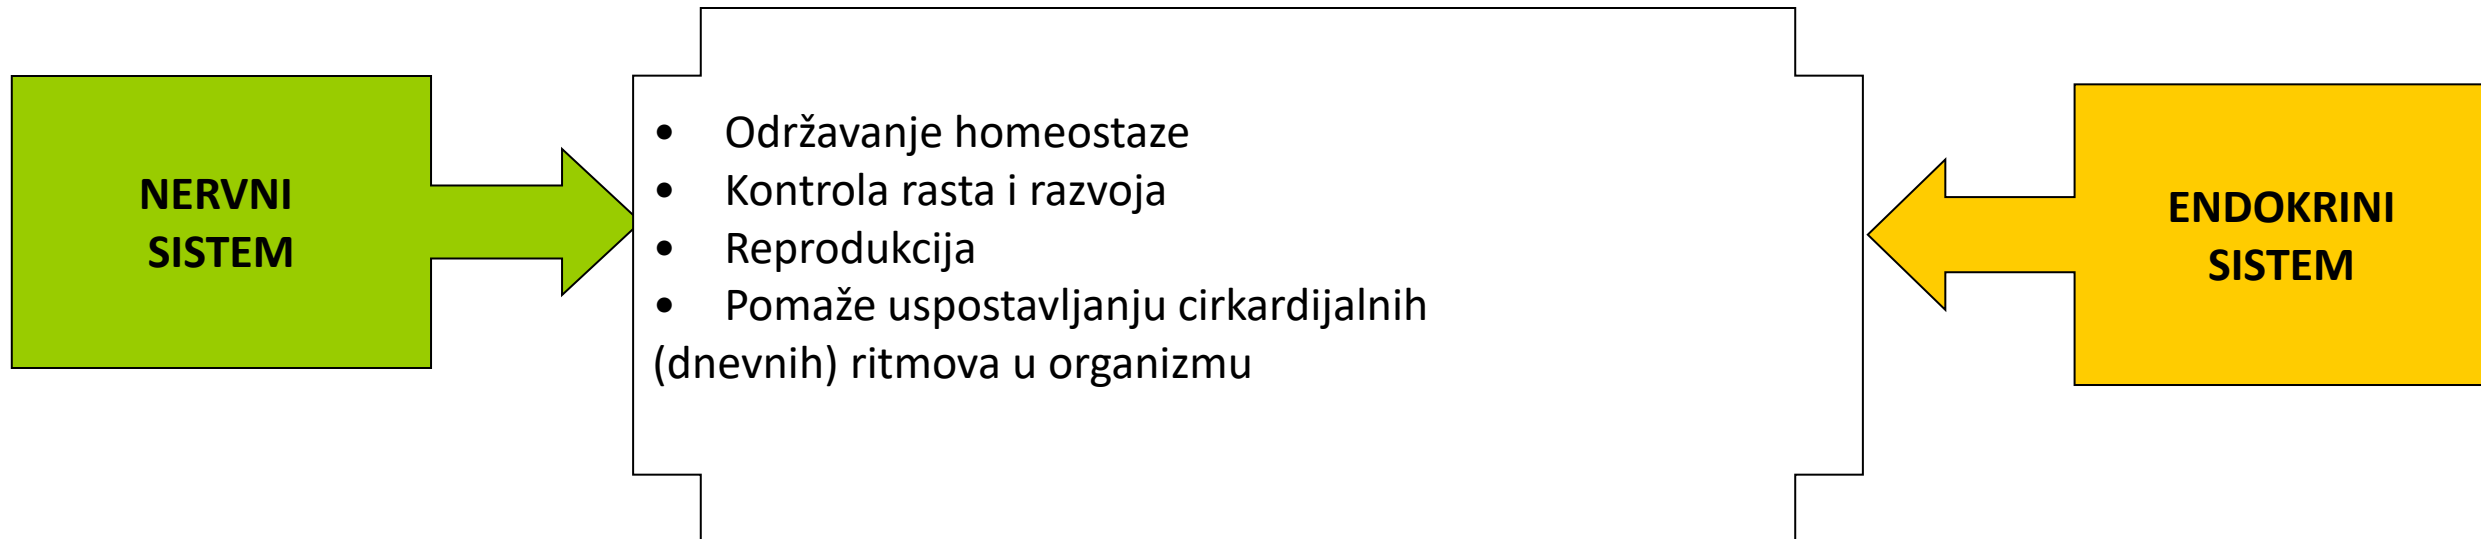 NERVNI
SISTEM
• Održavanje homeostaze
• Kontrola rasta i razvoja
• Reprodukcija
• Pomaže uspostavljanju cirkardijalnih
(dnevnih) ritmova u organizmu
ENDOKRINI
SISTEM